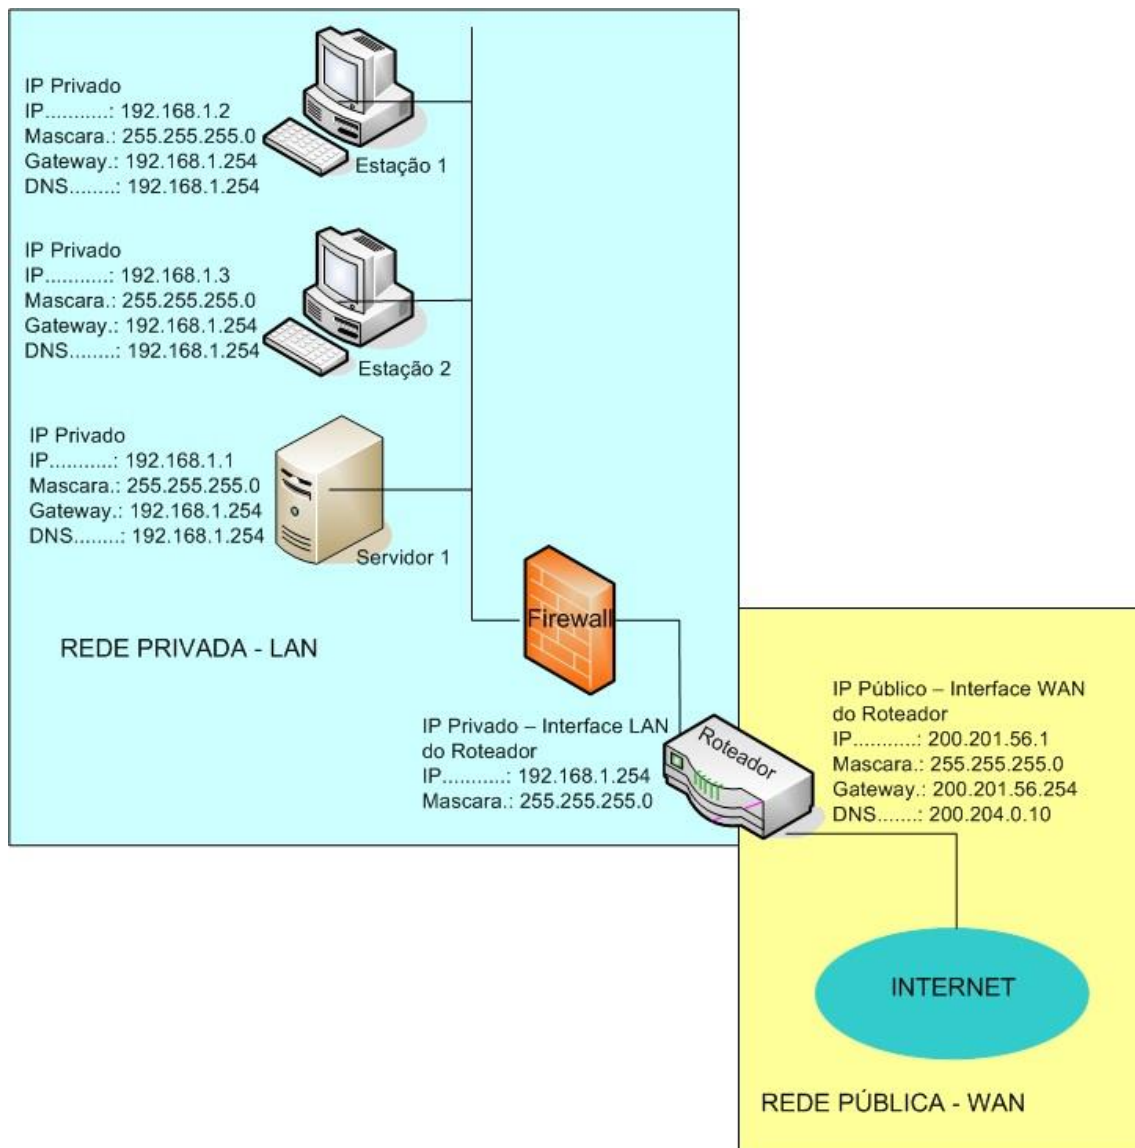 IP Privado
IP...........: 192.168.1.2
Mascara.: 255.255.255.0
Gateway.: 192.168.1.254
DNS........: 192.168.1.254
Estação 1
IP Privado
IP...........: 192.168.1.3
Mascara.: 255.255.255.0
Gateway.: 192.168.1.254
DNS........: 192.168.1.254
Estação 2
IP Privado
IP...........: 192.168.1.1
Mascara.: 255.255.255.0
Gateway.: 192.168.1.254
DNS........: 192.168.1.254
Servidor 1
Firewall
REDE PRIVADA - LAN
IP Privado – Interface LAN
do Roteador
IP...........: 192.168.1.254
Mascara.: 255.255.255.0
Roteador
IP Público – Interface WAN
do Roteador
IP...........: 200.201.56.1
Mascara.: 255.255.255.0
Gateway.: 200.201.56.254
DNS.......: 200.204.0.10
INTERNET
REDE PÚBLICA - WAN